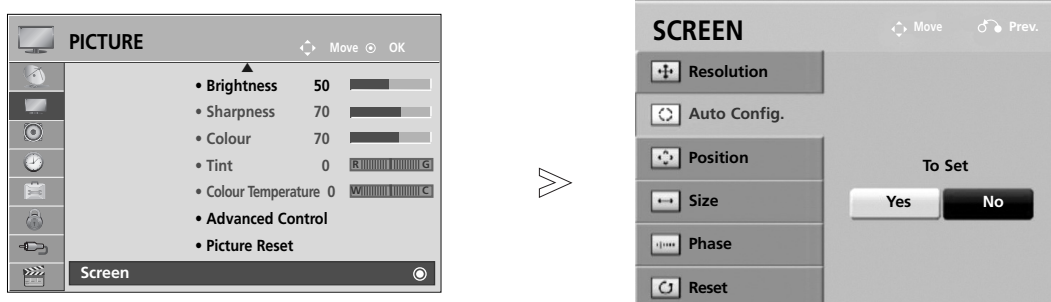 PICTURE
Move OK
• Brightness 50
• Sharpness 70
• Colour 70
• Tint 0 R G
• Colour Temperature 0 W C
• Advanced Control
• Picture Reset
Screen
SCREEN
Move Prev.
Resolution
Auto Config.
Position
Size
Phase
Reset
To Set
Yes No